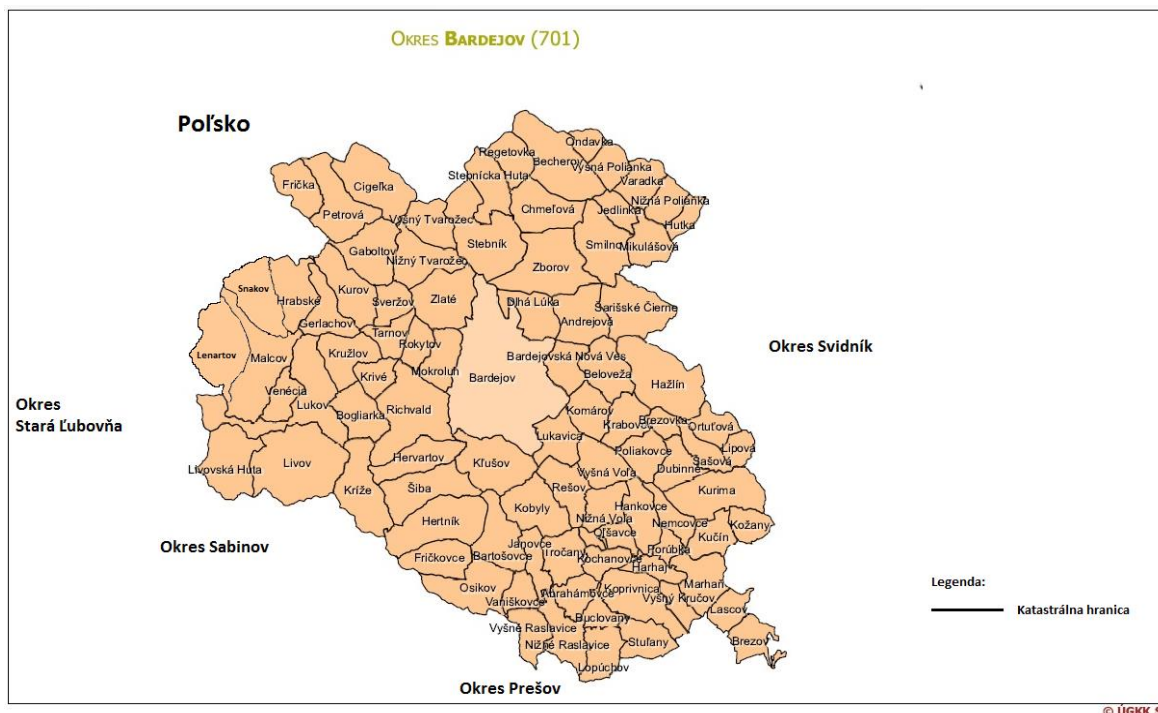 OKRES BARDEJOV (701)
Poľsko
Ondavka
Regetovka
Becherov
Vyšná Polianka
Stebnícka Huta
Varadka
Frička
Cigeľka
Nižná Polianka
Petrová
Chmeľová
Jedlinka
Vyšný Tvarožec
Hutka
Stebník
Smilno
Mikulášová
Gaboltov
Nižný Tvarožec
Zborov
Snakov
Hrabské
Kurov
Sveržov
Zlaté
Dlhá Lúka
Šarišské Čierne
Gerlachov
Andrejová
Tarnov
Rokytov
Okres Svidník
Lenartov
Malcov
Kružlov
Bardejovská Nová Ves
Krivé
Mokroluh
Bardejov
Beloveža
Hažlín
Venécia
Okres
Stará Ľubovňa
Lukov
Bogliarka
Richvald
Komárov
Krabovo
Brezovka
Ortuťová
Lukavica
Lipová
Poliakovce
Hervartov
Kľušov
Šašová
Livovská Huta
Livov
Vyšná Voľa
Dubinné
Kríže
Šiba
Rešov
Kurima
Kobyly
Hankovce
Hertník
Nižná Voľa
Nemcovce
Kožany
Oľšavce
Kučín
Okres Sabinov
Janovce
Tročany
Porúbka
Fričkovce
Bartošovce
Kochanovce
Harhaj
Legenda:
Osikov
Abrahámovce
Koprivnica
Marhaň
Vaniškovce
Vyšný Kručov
Lascov
Katastrálna hranica
Buclovany
Vyšné Raslavice
Nižné Raslavice
Stuľany
Brezov
Lopúchov
Okres Prešov
© ÚGKK S